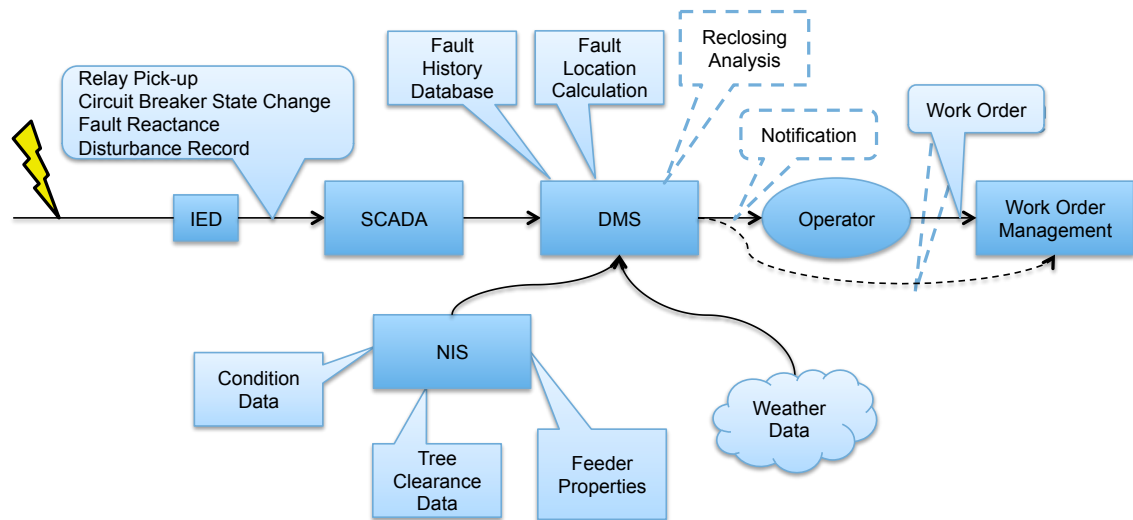 Relay Pick-up
Circuit Breaker State Change
Fault Reactance
Disturbance Record
Fault
History
Database
Fault
Location
Calculation
Reclosing
Analysis
Notification
Work Order
IED
SCADA
DMS
Operator
Work Order
Management
NIS
Condition
Data
Tree
Clearance
Data
Feeder
Properties
Weather
Data